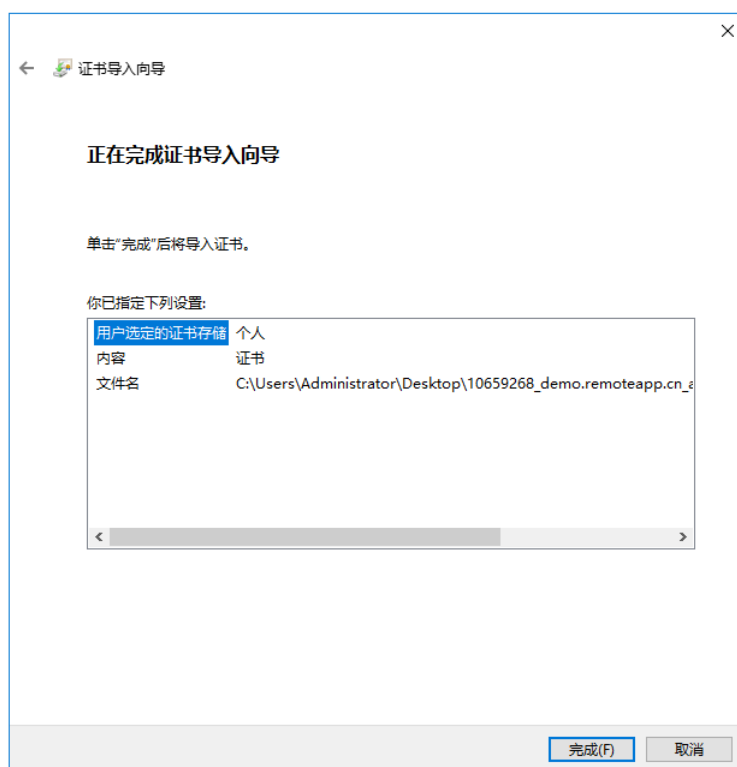 证书导入向导
正在完成证书导入向导
单击“完成”后将导入证书。
你已指定下列设置:
用户选定的证书存储 个人
内容 证书
文件名 C:\Users\Administrator\Desktop\10659268_demo.remoteapp.cn_a
完成(F) 取消